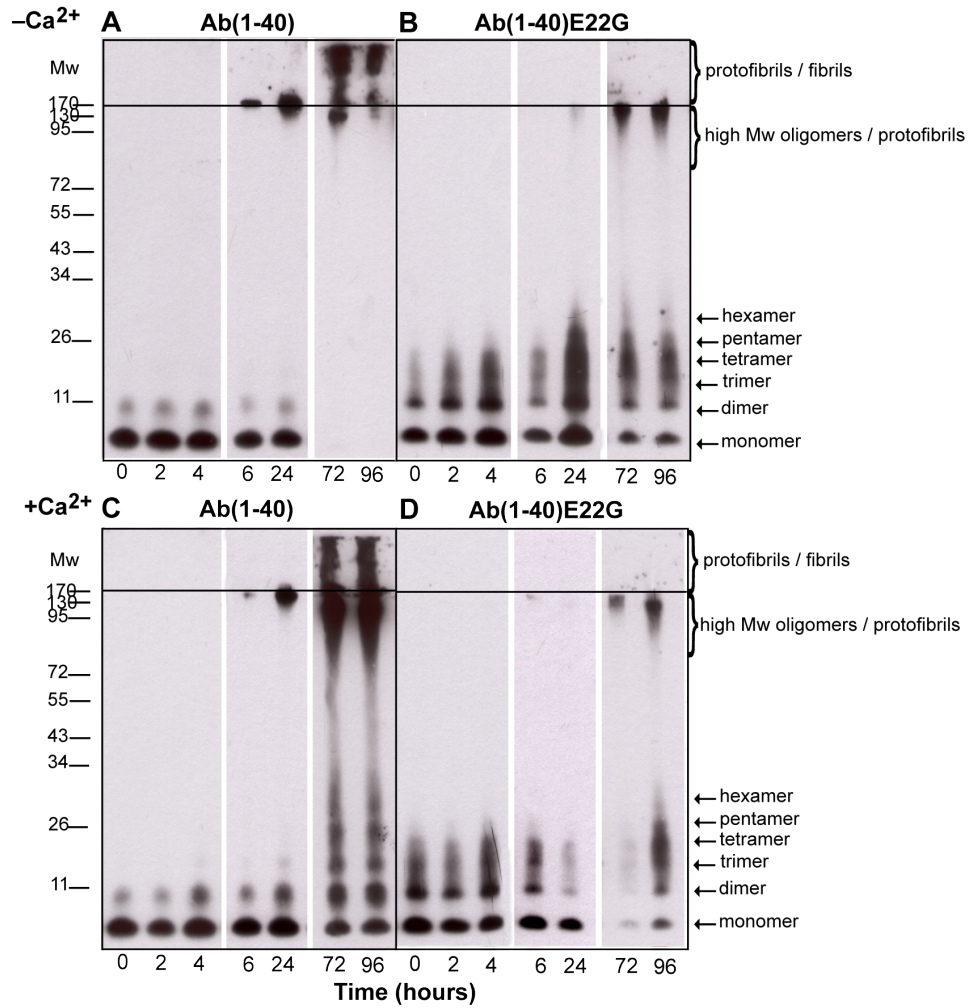 −Ca2+ A Ab(1-40) B Ab(1-40)E22G
Mw
protofibrils / fibrils
170
130
95
high Mw oligomers / protofibrils
72
55
43
34
hexamer
26
pentamer
tetramer
trimer
11
dimer
monomer
0 2 4 6 24 72 96 0 2 4 6 24 72 96
+Ca2+ C Ab(1-40) D Ab(1-40)E22G
Mw
protofibrils / fibrils
170
130
95
high Mw oligomers / protofibrils
72
55
43
34
hexamer
26
pentamer
tetramer
trimer
11
dimer
monomer
0 2 4 6 24 72 96 0 2 4 6 24 72 96
Time (hours)